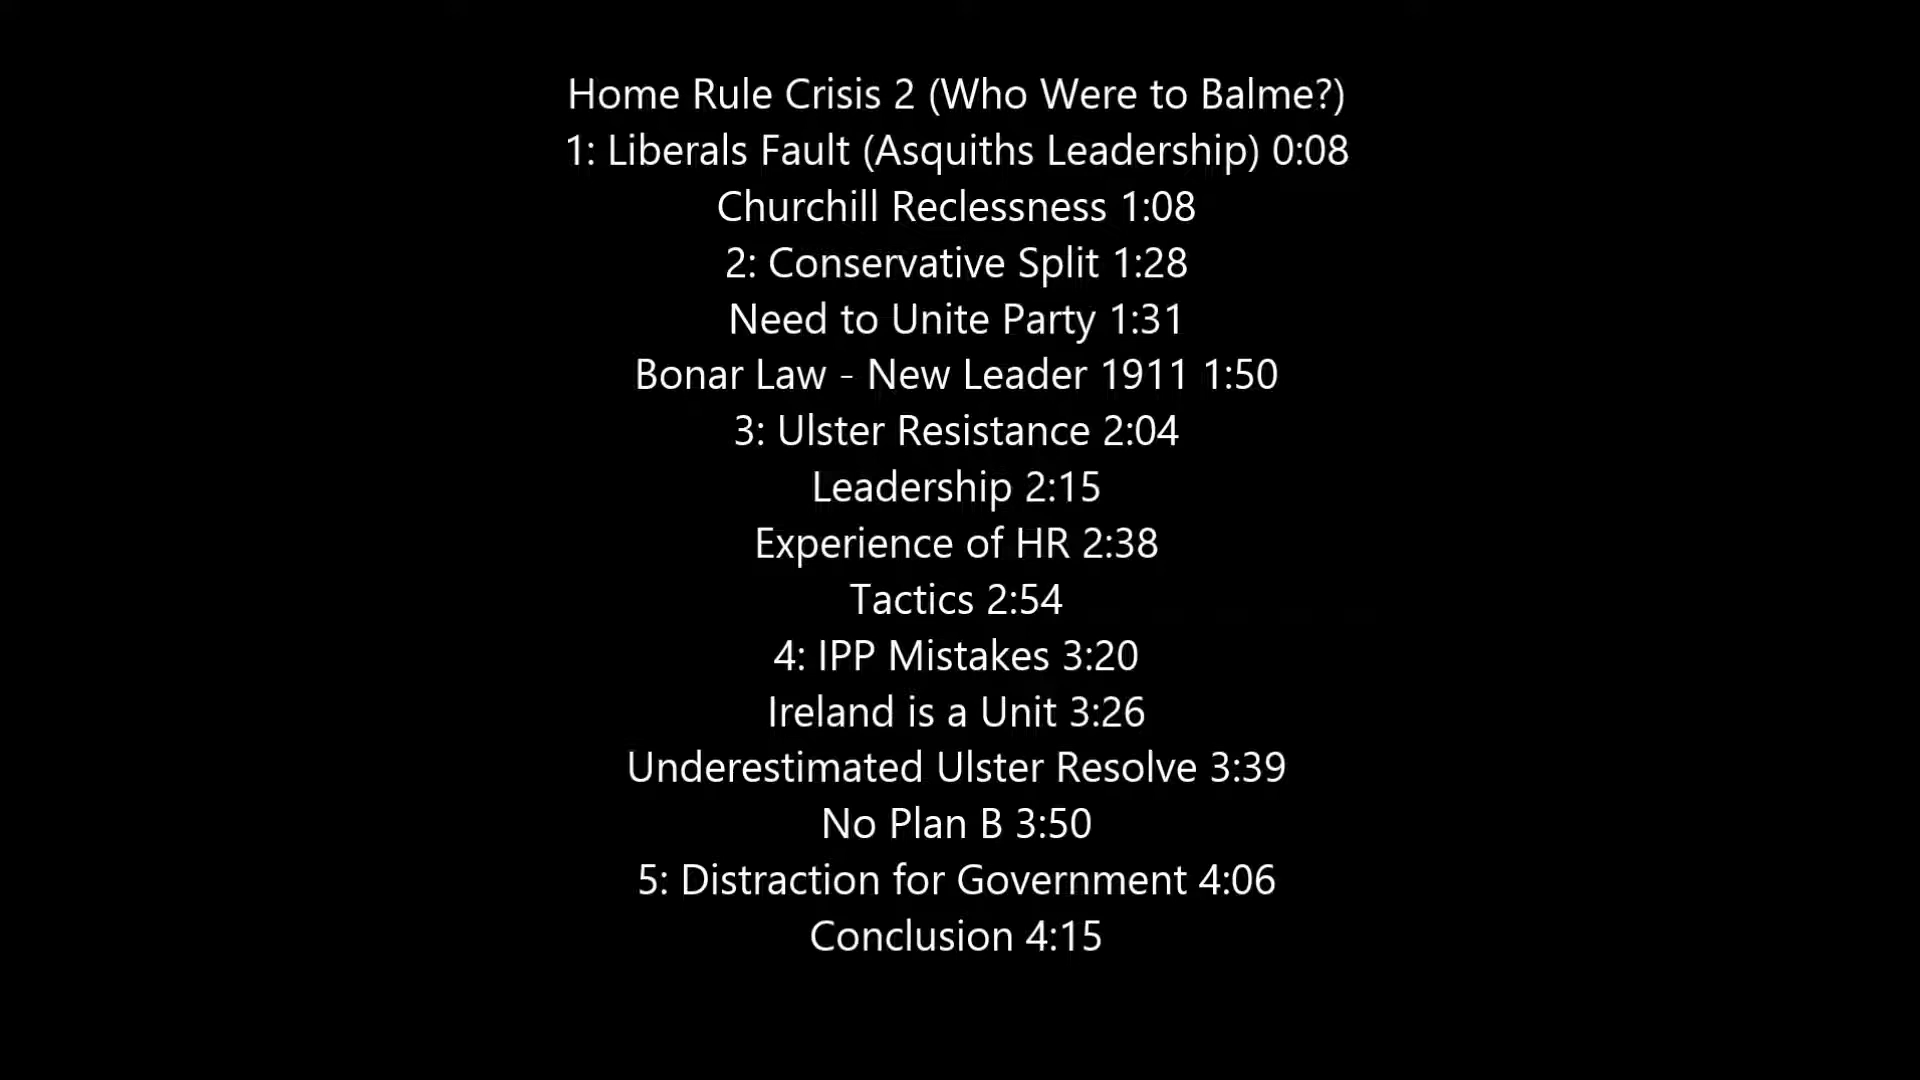 Home Rule Crisis 2 (Who Were to Balme?)
1: Liberals Fault (Asquiths Leadership) 0:08
Churchill Reclessness 1:08
2: Conservative Split 1:28
Need to Unite Party 1:31
Bonar Law - New Leader 1911 1:50
3: Ulster Resistance 2:04
Leadership 2:15
Experience of HR 2:38
Tactics 2:54
4: IPP Mistakes 3:20
Ireland is a Unit 3:26
Underestimated Ulster Resolve 3:39
No Plan B 3:50
5: Distraction for Government 4:06
Conclusion 4:15